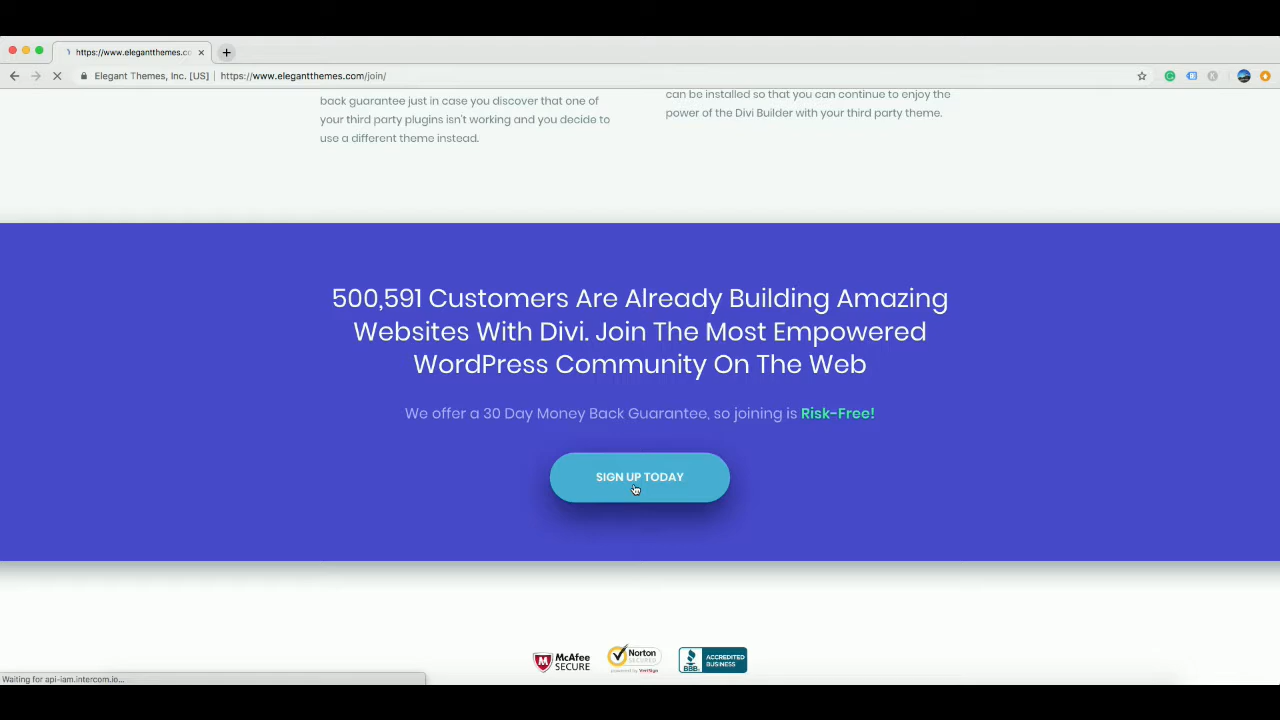 https://www.elegantthemes.co
Elegant Themes, Inc. [US] | https://www.elegantthemes.com/join/
back guarantee just in case you discover that one of
your third party plugins isn't working and you decide to
use a different theme instead.
can be installed so that you can continue to enjoy the
power of the Divi Builder with your third party theme.
500,591 Customers Are Already Building Amazing
Websites With Divi. Join The Most Empowered
WordPress Community On The Web
We offer a 30 Day Money Back Guarantee, so joining is Risk-Free!
SIGN UP TODAY
McAfee
SECURE
Norton
SECURED
powered by VeriSign
BBB.
ACCREDITED
BUSINESS
Waiting for api-iam.intercom.io...